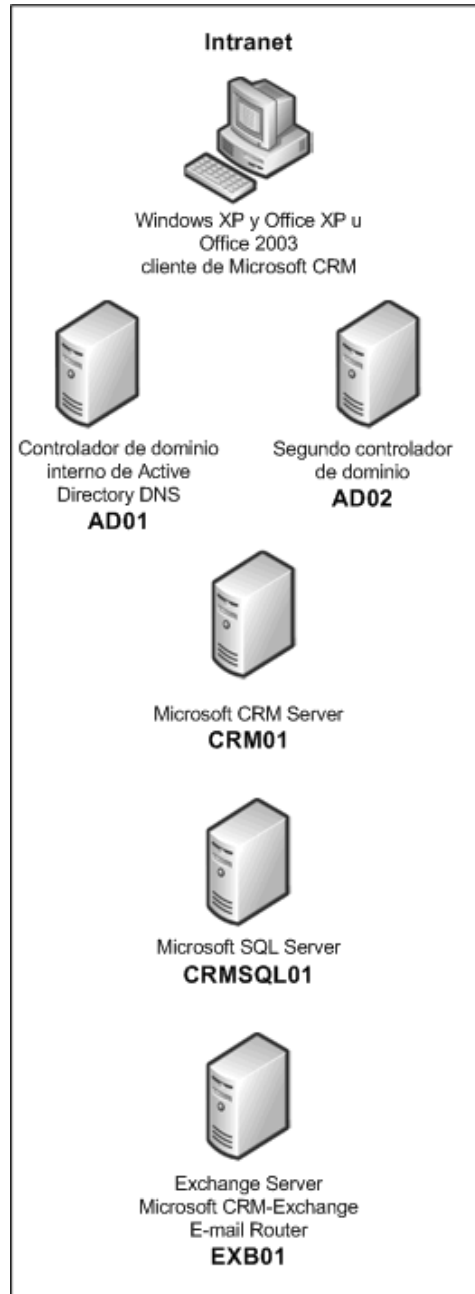 Intranet
Windows XP y Office XP u
Office 2003
cliente de Microsoft CRM
Controlador de dominio
interno de Active
Directory DNS
AD01
Segundo controlador
de dominio
AD02
Microsoft CRM Server
CRM01
Microsoft SQL Server
CRMSQL01
Exchange Server
Microsoft CRM-Exchange
E-mail Router
EXB01